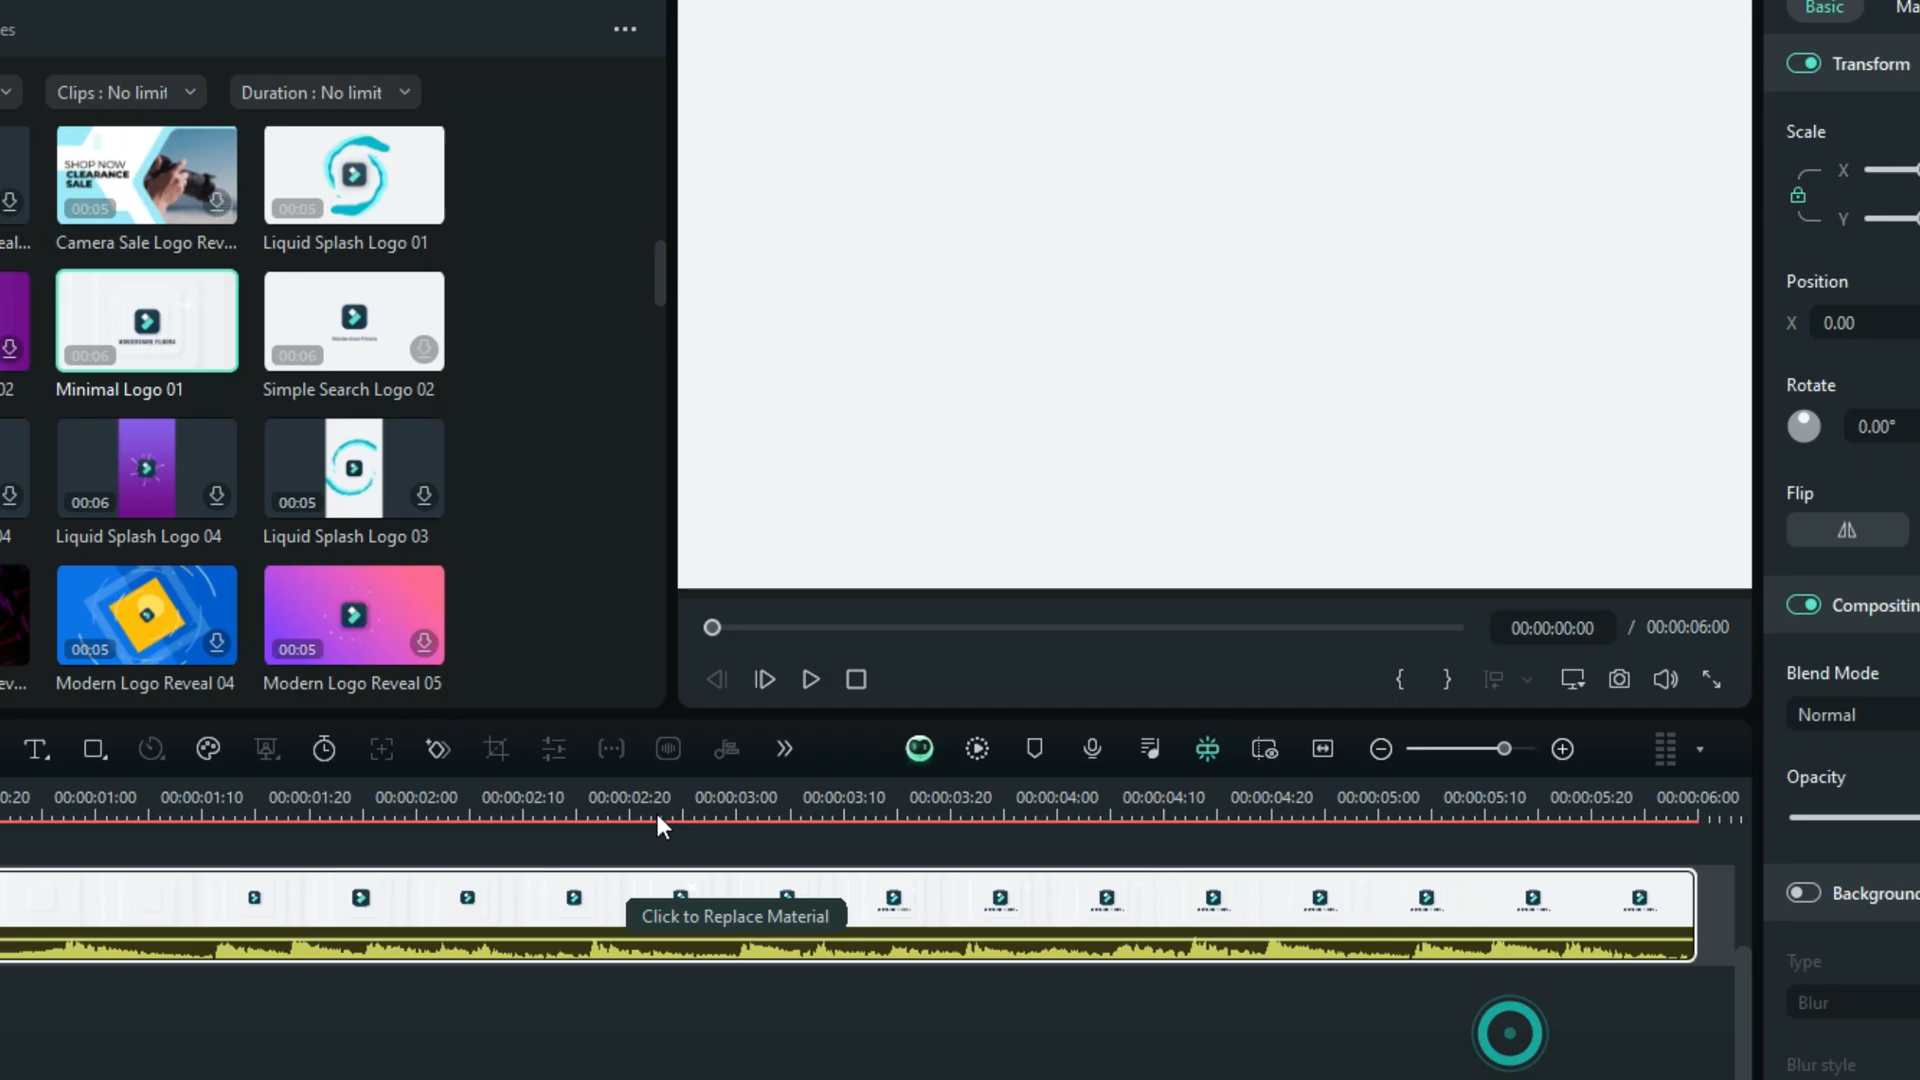 es
Clips : No limit
Duration : No limit
SHOP NOW
CLEARANCE
SALE
00:05
00:05
eal...
Camera Sale Logo Rev...
Liquid Splash Logo 01
WONDERSHARE FILMORA
Wondershare Filmora
00:06
00:06
02
Minimal Logo 01
Simple Search Logo 02
00:06
00:05
04
Liquid Splash Logo 04
Liquid Splash Logo 03
00:05
00:05
ev...
Modern Logo Reveal 04
Modern Logo Reveal 05
00:00:00:00 / 00:00:06:00
Basic
Ma
Transform
Scale
X
Y
Position
X 0.00
Rotate
0.00°
Flip
Compositin
Blend Mode
Normal
Opacity
Background
Type
Blur
Blur style
0:20 00:00:01:00 00:00:01:10 00:00:01:20 00:00:02:00 00:00:02:10 00:00:02:20 00:00:03:00 00:00:03:10 00:00:03:20 00:00:04:00 00:00:04:10 00:00:04:20 00:00:05:00 00:00:05:10 00:00:05:20 00:00:06:00
Click to Replace Material